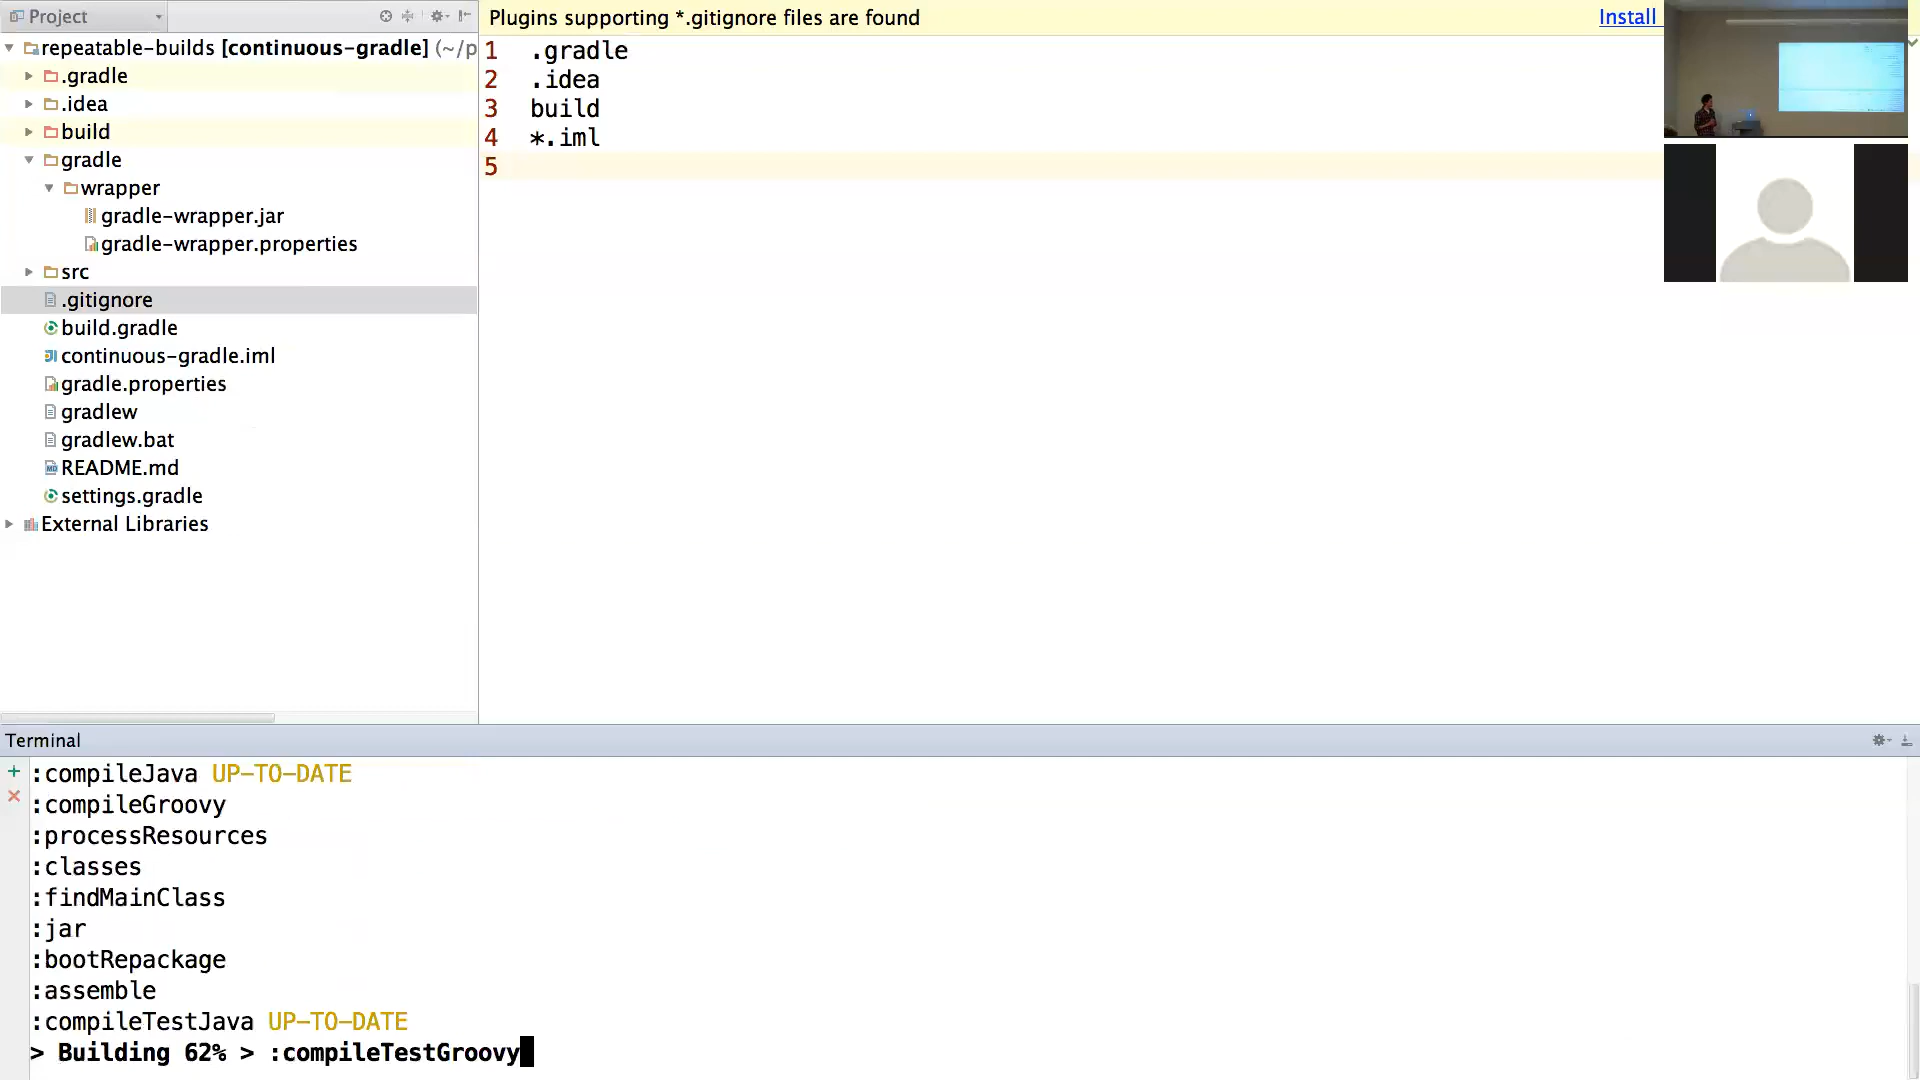 Project
repeatable-builds [continuous-gradle] (~/p
.gradle
.idea
build
gradle
wrapper
gradle-wrapper.jar
gradle-wrapper.properties
src
.gitignore
build.gradle
continuous-gradle.iml
gradle.properties
gradlew
gradlew.bat
README.md
settings.gradle
External Libraries
Plugins supporting *.gitignore files are found Install
1 .gradle
2 .idea
3 build
4 *.iml
5
Terminal
:compileJava UP-TO-DATE
:compileGroovy
:processResources
:classes
:findMainClass
:jar
:bootRepackage
:assemble
:compileTestJava UP-TO-DATE
> Building 62% > :compileTestGroovy